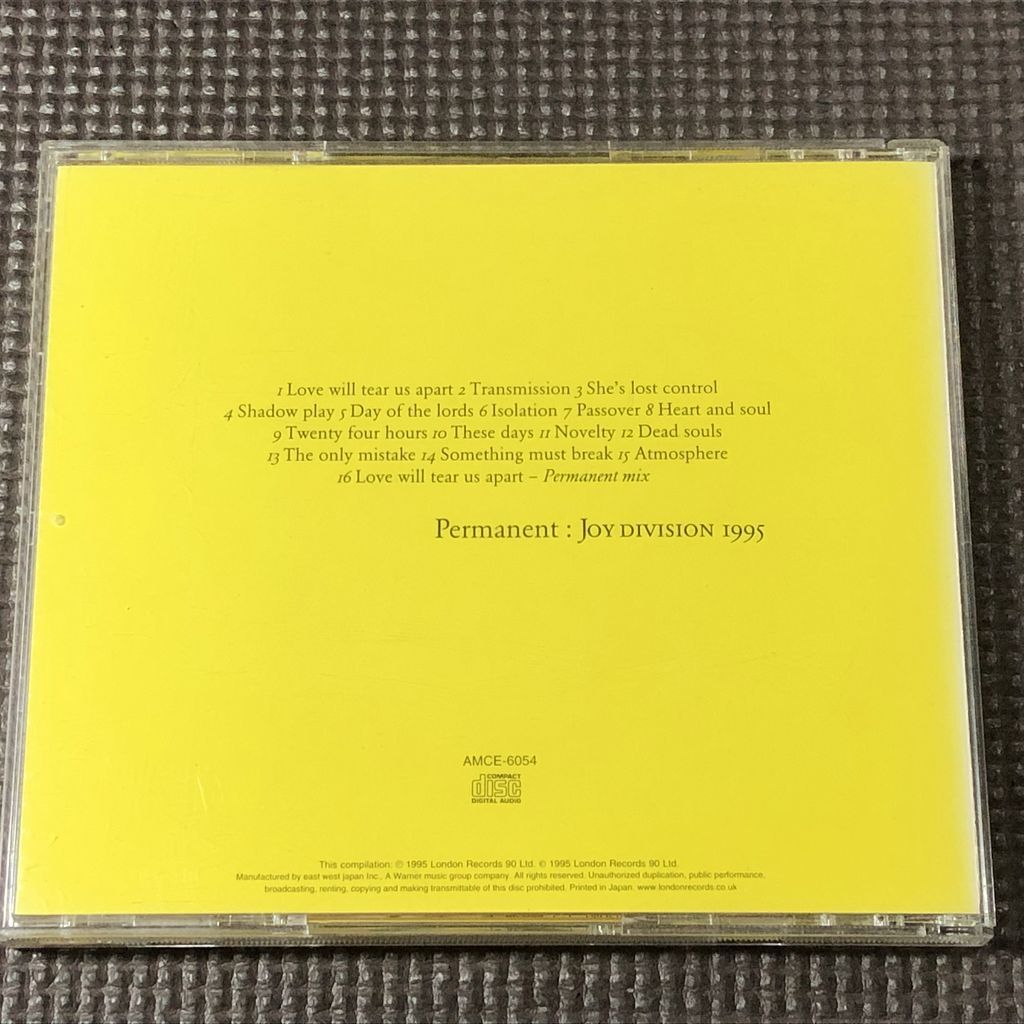 1 Love will tear us apart 2 Transmission 3 She's lost control
4 Shadow play 5 Day of the lords 6 Isolation 7 Passover 8 Heart and soul
9 Twenty four hours 10 These days 11 Novelty 12 Dead souls
13 The only mistake 14 Something must break 15 Atmosphere
16 Love will tear us apart – Permanent mix
Permanent : JOY DIVISION 1995
AMCE-6054
COMPACT
disc
DIGITAL AUDIO
This compilation: ℗ 1995 London Records 90 Ltd. © 1995 London Records 90 Ltd.
Manufactured by east west japan Inc., A Warner music group company. All rights reserved. Unauthorized duplication, public performance,
broadcasting, renting, copying and making transmittable of this disc prohibited. Printed in Japan. www.londonrecords.co.uk